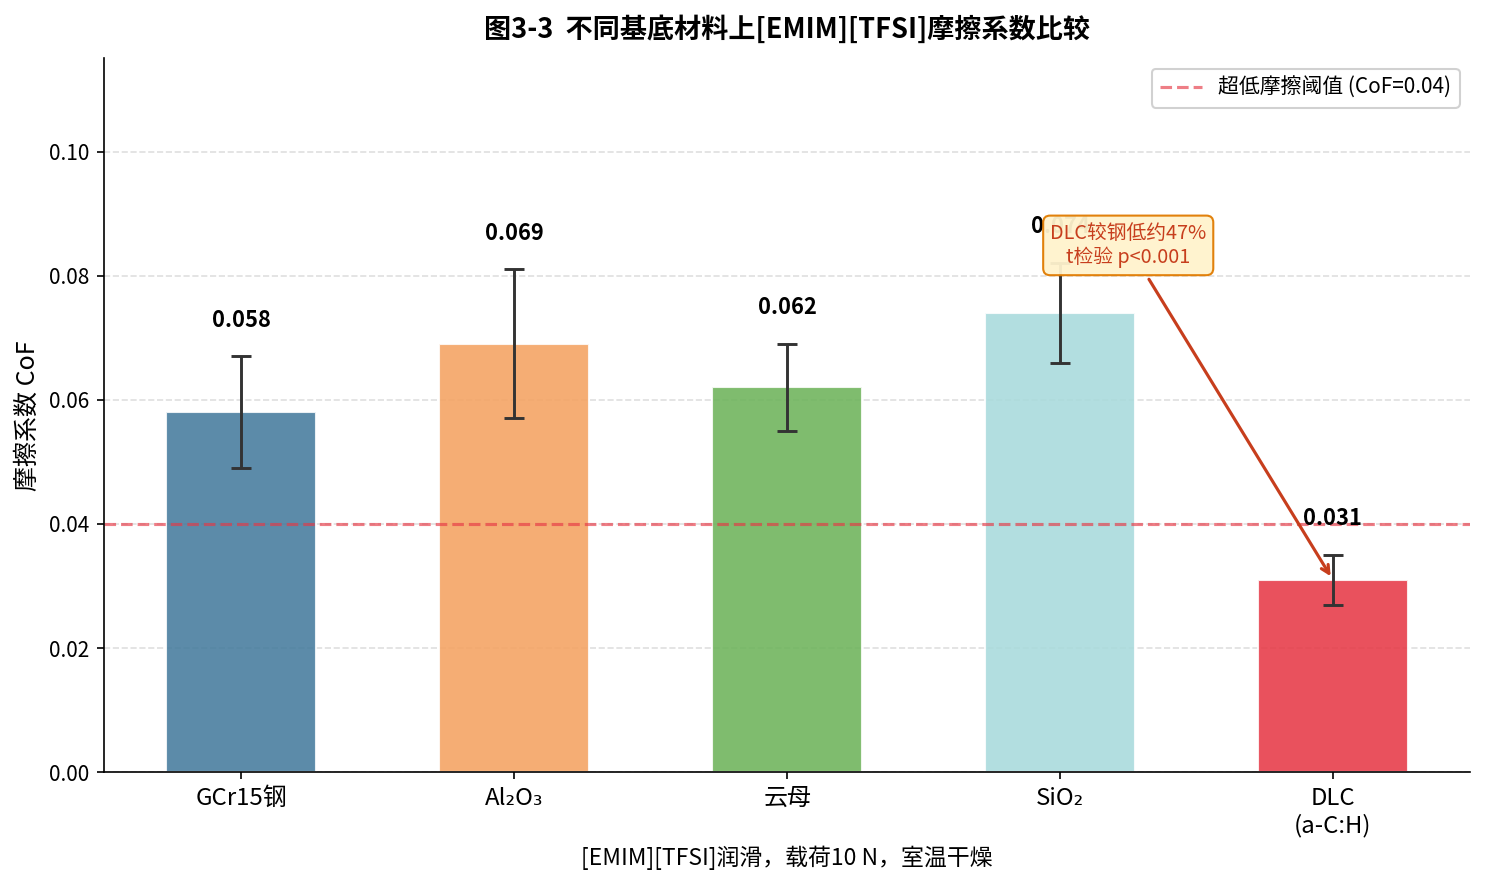 图3-3 不同基底材料上[EMIM][TFSI]摩擦系数比较
超低摩擦阈值 (CoF=0.04)
摩擦系数 CoF
0.10
0.08
0.06
0.04
0.02
0.00
0.058
0.069
0.062
DLC较钢低约47%
t检验 p<0.001
0.031
GCr15钢
Al₂O₃
云母
SiO₂
DLC
(a-C:H)
[EMIM][TFSI]润滑，载荷10 N，室温干燥